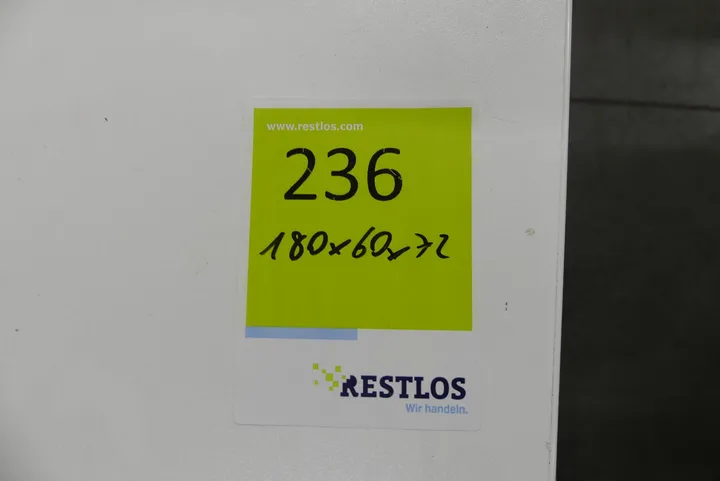 www.restlos.com
236
180x60x72
RESTLOS
Wir handeln.